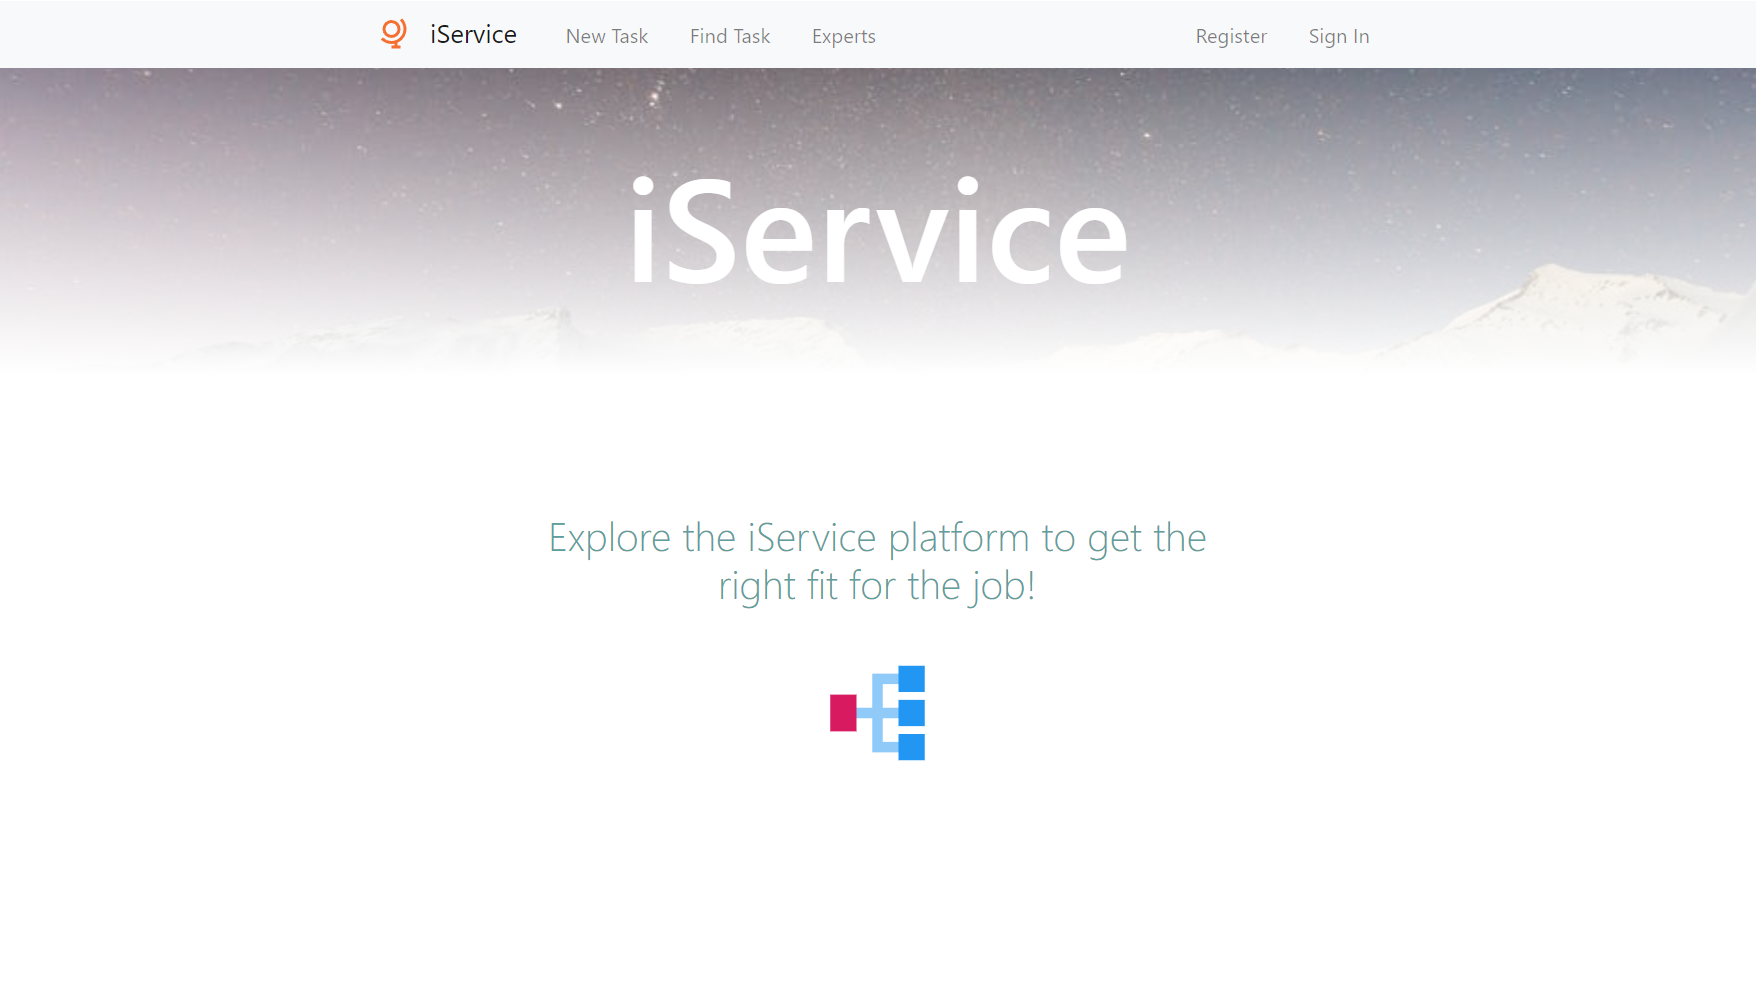 iService New Task Find Task Experts Register Sign In
iService
Explore the iService platform to get the
right fit for the job!